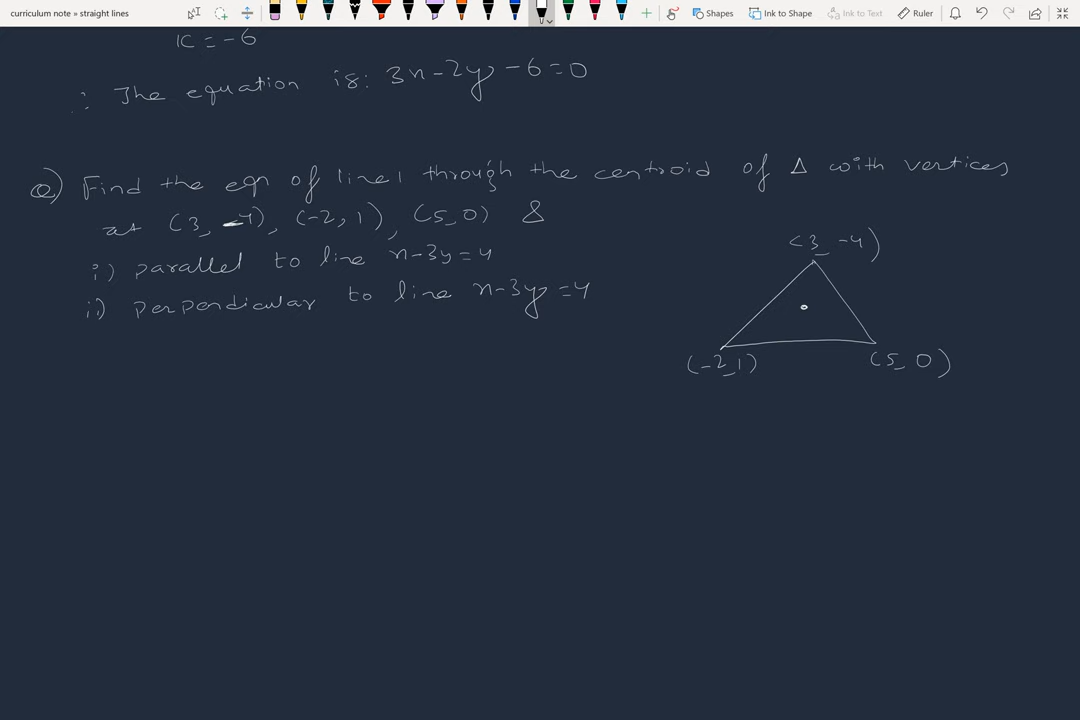 curriculum note » straight lines
Shapes
Ink to Shape
Ink to Text
Ruler
K = -6
∴ The equation is: 3x - 2y - 6 = 0
Q) Find the eqn of line through the centroid of Δ with vertices
at (3, -4), (-2, 1), (5, 0) &
i) parallel to line x - 3y = 4
ii) perpendicular to line x - 3y = 4
(3, -4)
(-2, 1)
(5, 0)